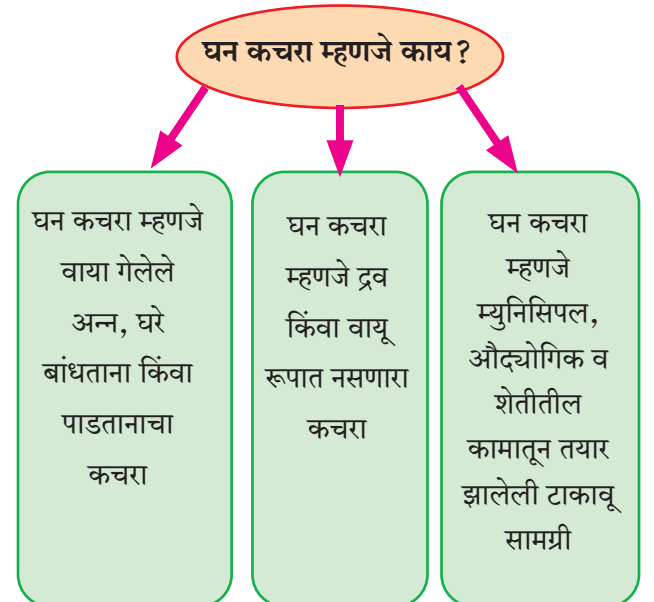 घन कचरा म्हणजे काय?
घन कचरा म्हणजे
वाया गेलेले
अन्न, घरे
बांधताना किंवा
पाडतानाचा
कचरा
घन कचरा
म्हणजे द्रव
किंवा वायू
रूपात नसणारा
कचरा
घन कचरा
म्हणजे
म्युनिसिपल,
औद्योगिक व
शेतीतील
कामातून तयार
झालेली टाकावू
सामग्री